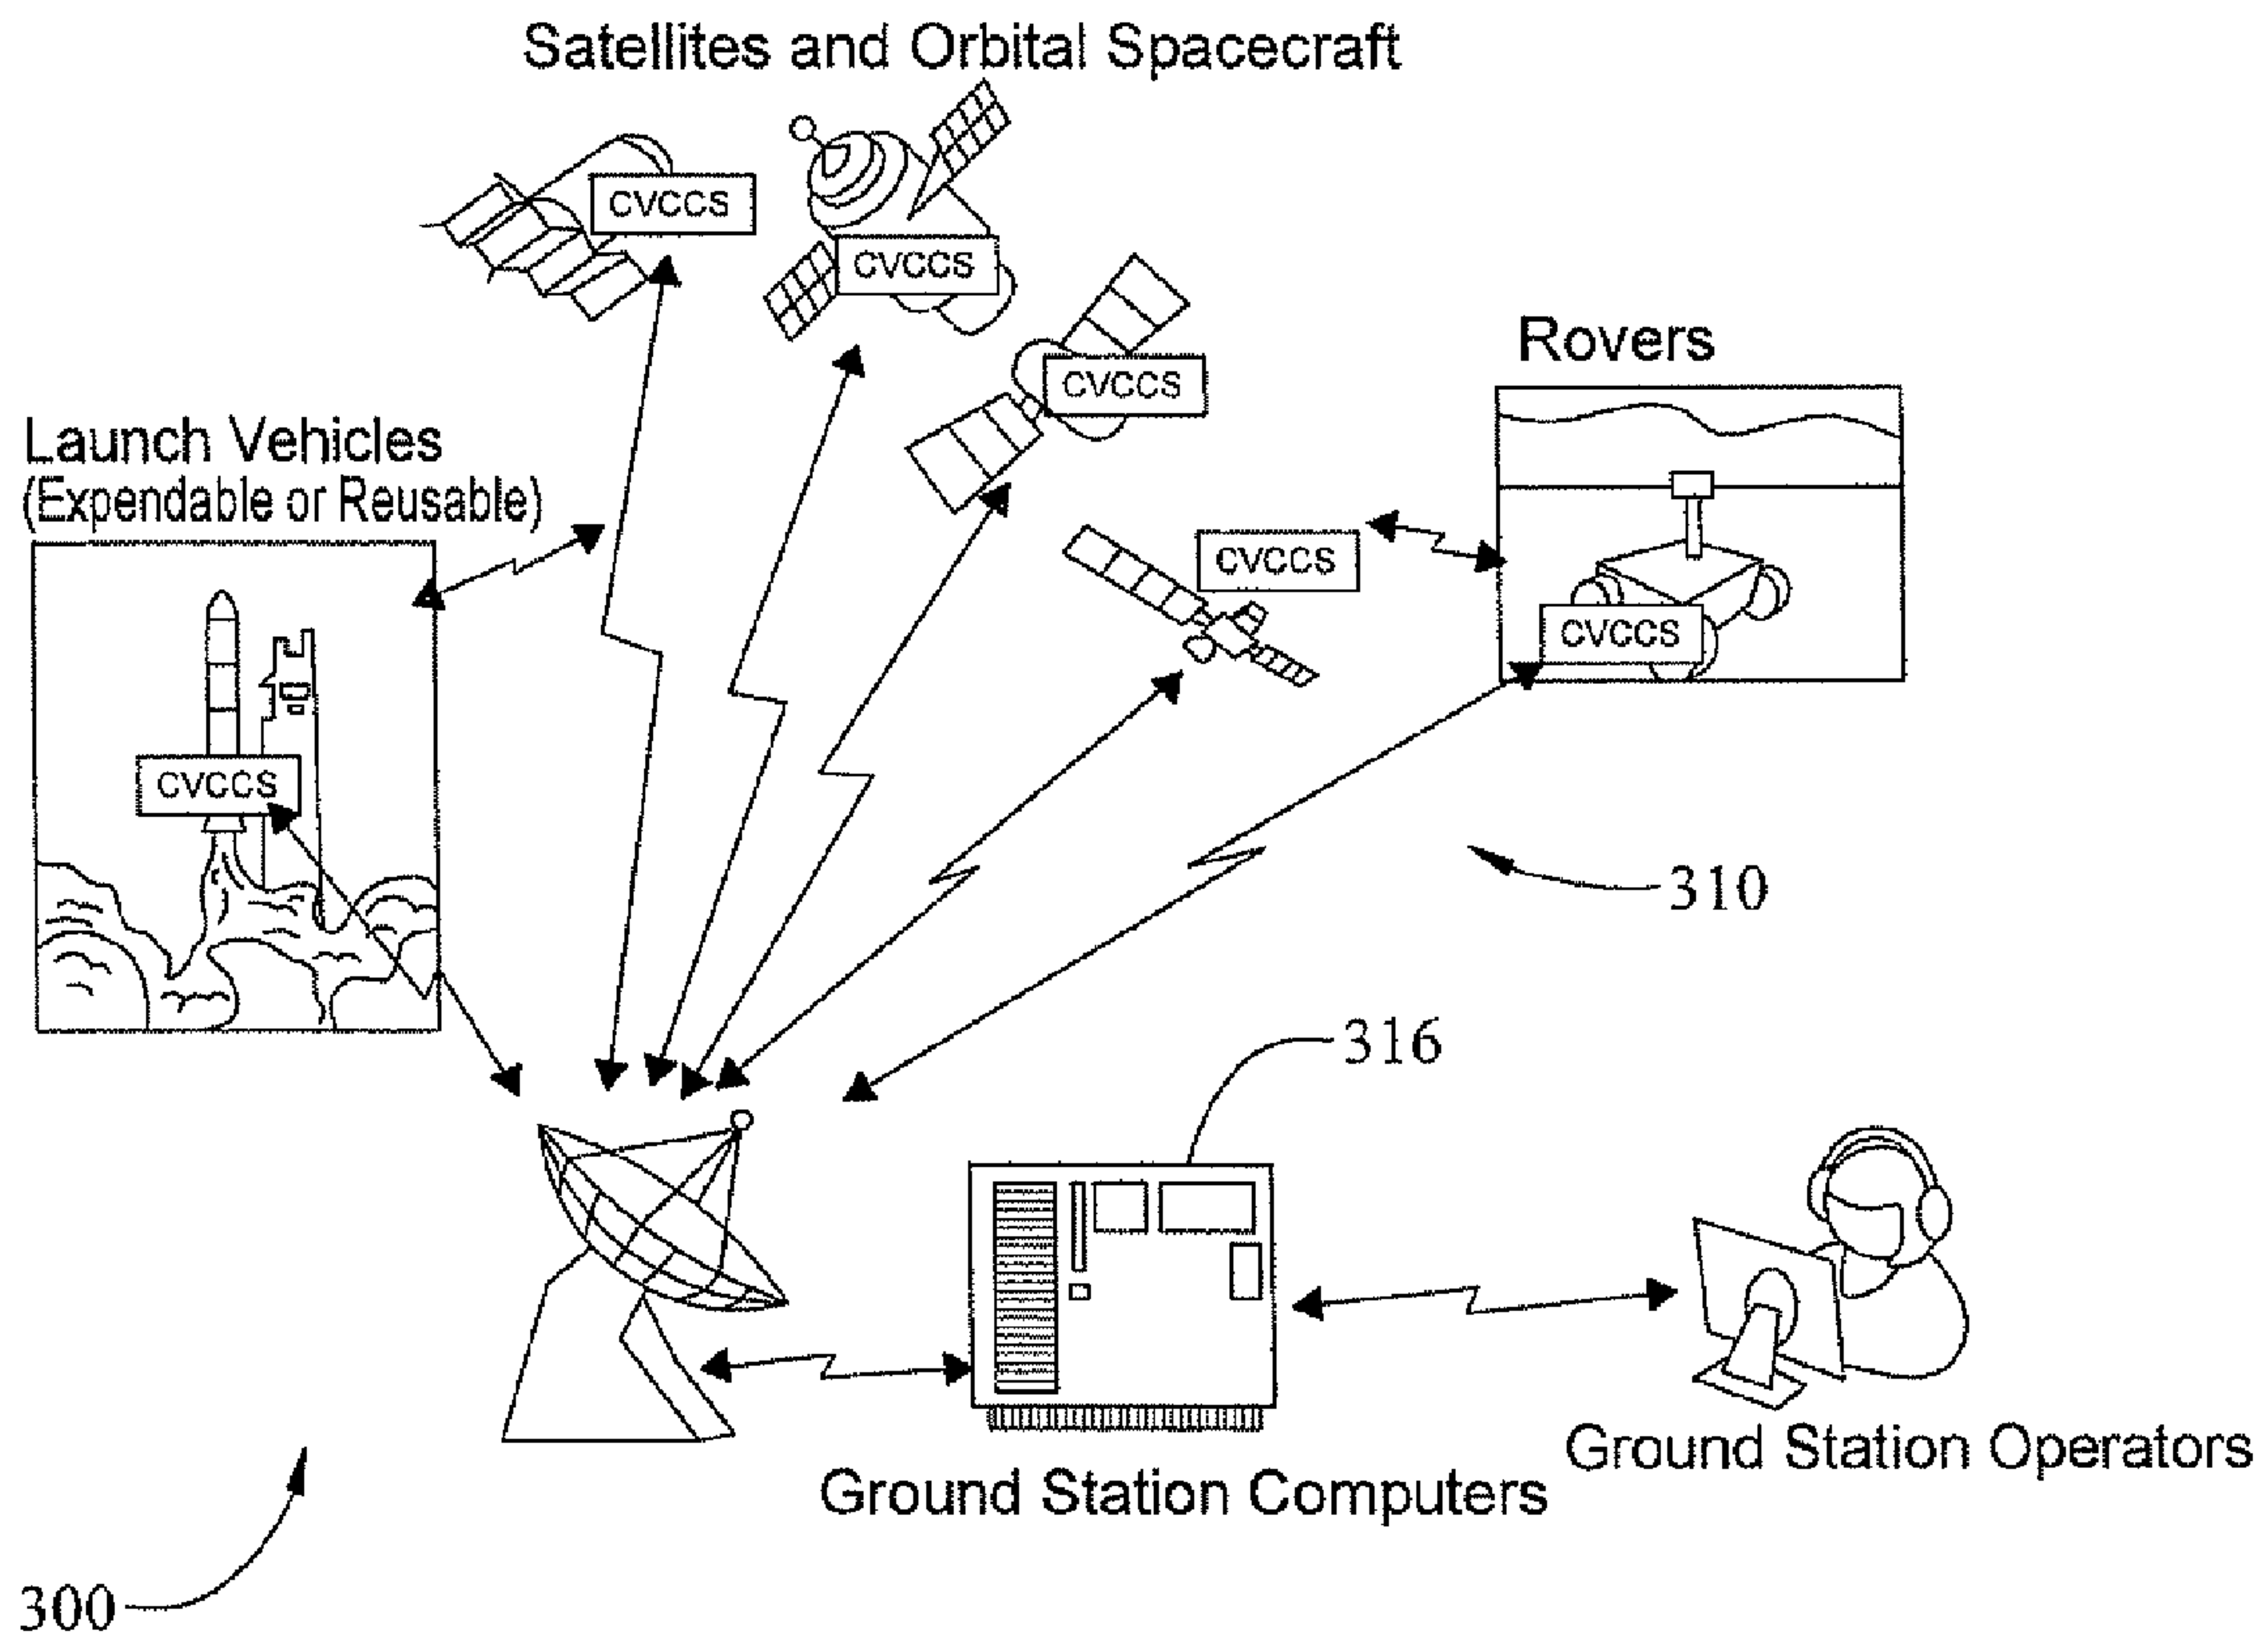 Satellites and Orbital Spacecraft
CVCCS
CVCCS
CVCCS
Rovers
Launch Vehicles
(Expendable or Reusable)
CVCCS
CVCCS
CVCCS
310
316
Ground Station Operators
Ground Station Computers
300